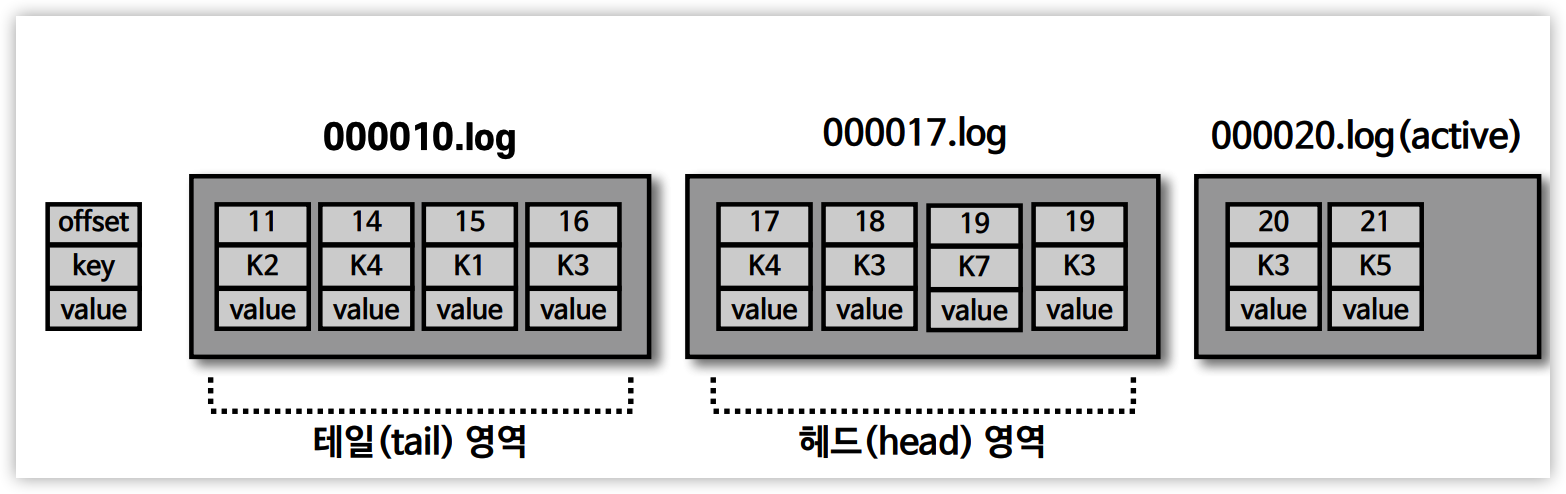 000010.log
000017.log
000020.log(active)
offset
key
value
11 14 15 16
K2 K4 K1 K3
value value value value
17 18 19 19
K4 K3 K7 K3
value value value value
20 21
K3 K5
value value
테일(tail) 영역
헤드(head) 영역